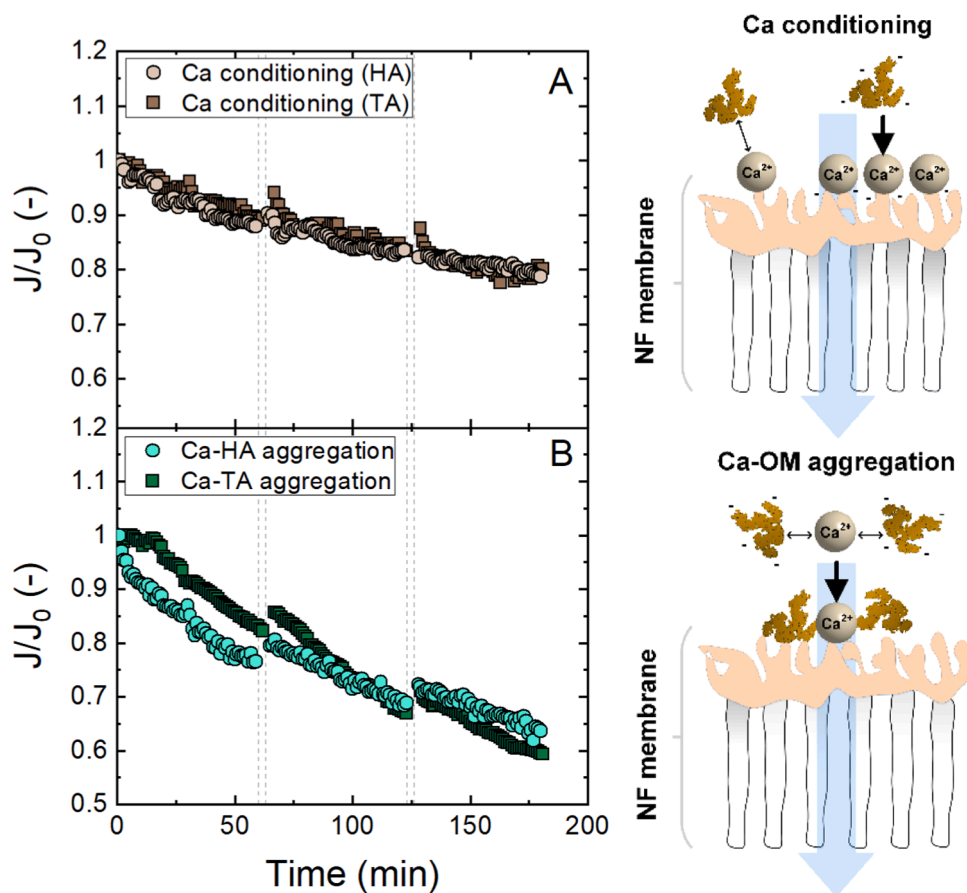 Ca conditioning (HA)
Ca conditioning (TA)
A
1.2
1.1
1
0.9
0.8
0.7
0.6
J/J0 (-)
Ca-HA aggregation
Ca-TA aggregation
B
1.2
1.1
1
0.9
0.8
0.7
0.6
0.5
J/J0 (-)
0
50
100
150
200
Time (min)
Ca conditioning
-
-
-
Ca2+
Ca2+
Ca2+
Ca2+
NF membrane
Ca-OM aggregation
Ca2+
Ca2+
NF membrane